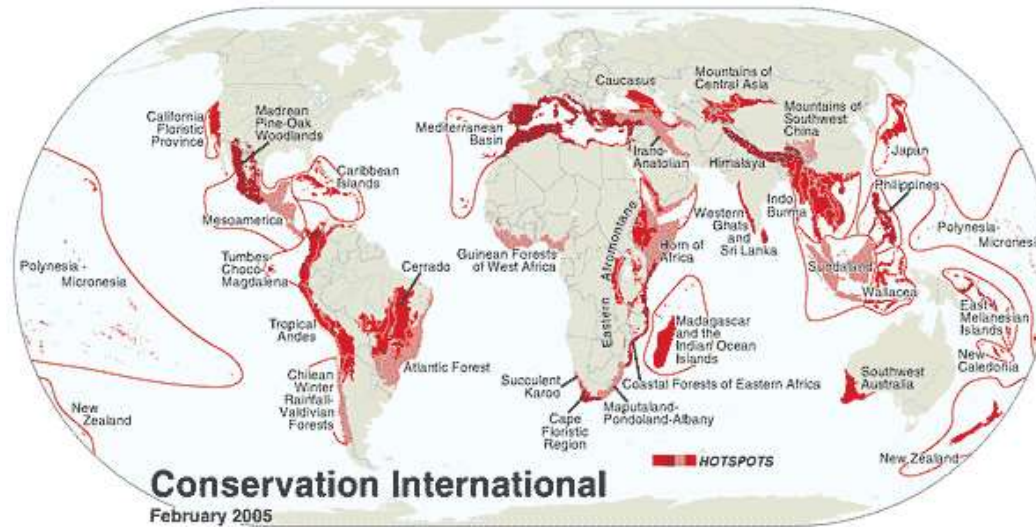 California
Floristic
Province
Madrean
Pine-Oak
Woodlands
Caribbean
Islands
Mesoamerica
Polynesia -
Micronesia
Tumbes-
Choco-
Magdalena
Tropical
Andes
Cerrado
Atlantic Forest
Chilean
Winter
Rainfall-
Valdivian
Forests
New
Zealand
Mediterranean
Basin
Caucasus
Irano-
Anatolian
Mountains of
Central Asia
Mountains of
Southwest
China
Himalaya
Japan
Philippines
Indo
Burma
Western
Ghats
and
Sri Lanka
Polynesia-
Micronesia
Guinean Forests
of West Africa
Eastern Afromontane
Horn of
Africa
Sundaland
Wallacea
East
Melanesian
Islands
New
Caledonia
Madagascar
and the
Indian Ocean
Islands
Coastal Forests of Eastern Africa
Succulent
Karoo
Cape
Floristic
Region
Maputaland-
Pondoland-Albany
Southwest
Australia
New Zealand
HOTSPOTS
Conservation International
February 2005